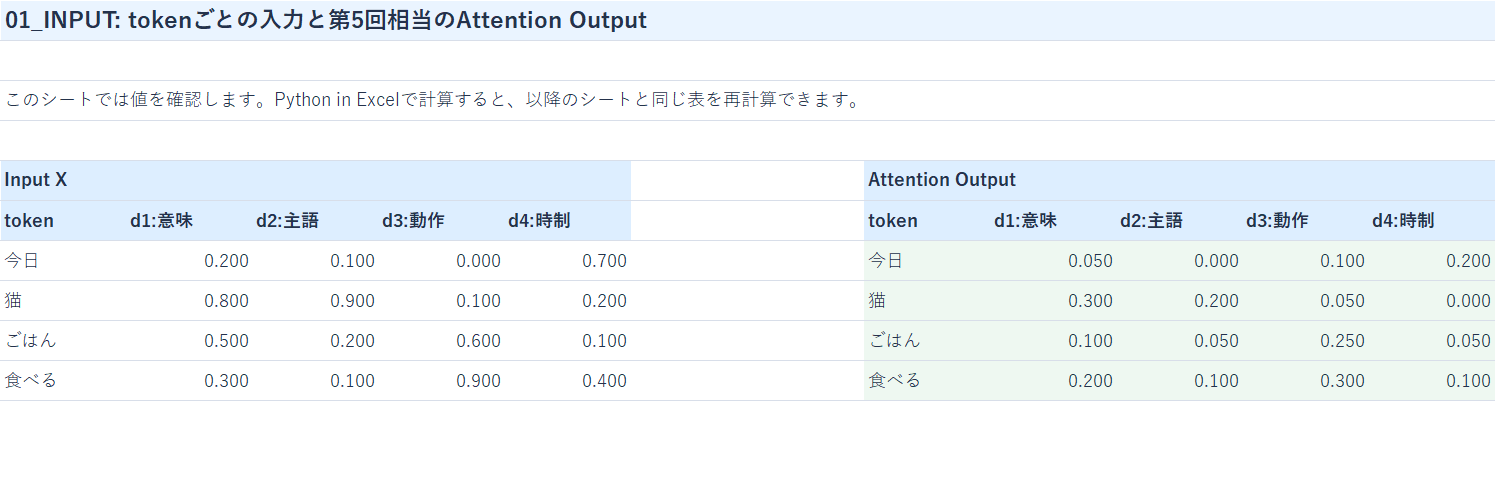 01_INPUT: tokenごとの入力と第5回相当のAttention Output
このシートでは値を確認します。Python in Excelで計算すると、以降のシートと同じ表を再計算できます。
Input X Attention Output
token d1:意味 d2:主語 d3:動作 d4:時制 token d1:意味 d2:主語 d3:動作 d4:時制
今日 0.200 0.100 0.000 0.700 今日 0.050 0.000 0.100 0.200
猫 0.800 0.900 0.100 0.200 猫 0.300 0.200 0.050 0.000
ごはん 0.500 0.200 0.600 0.100 ごはん 0.100 0.050 0.250 0.050
食べる 0.300 0.100 0.900 0.400 食べる 0.200 0.100 0.300 0.100